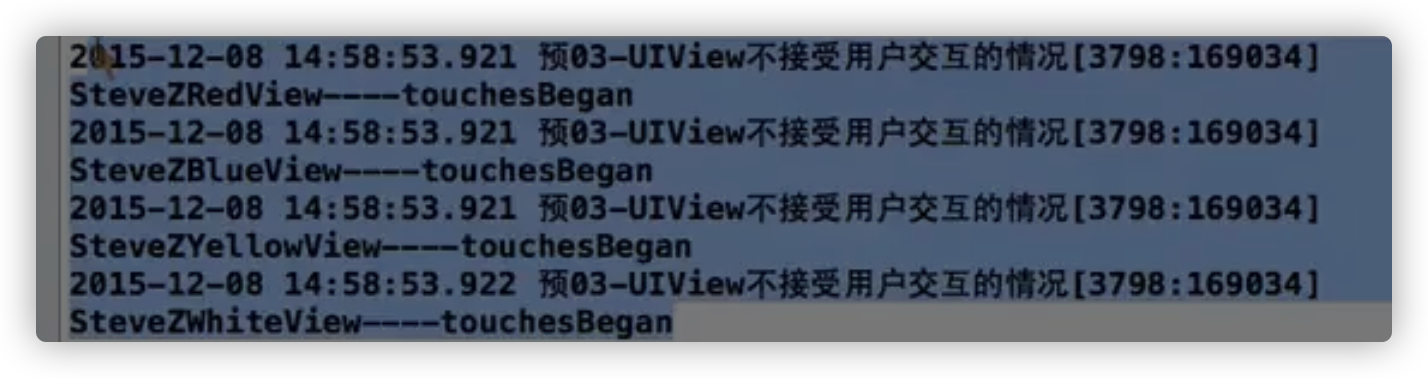 2015-12-08 14:58:53.921 预03-UIView不接受用户交互的情况[3798:169034]
SteveZRedView----touchesBegan
2015-12-08 14:58:53.921 预03-UIView不接受用户交互的情况[3798:169034]
SteveZBlueView----touchesBegan
2015-12-08 14:58:53.921 预03-UIView不接受用户交互的情况[3798:169034]
SteveZYellowView----touchesBegan
2015-12-08 14:58:53.922 预03-UIView不接受用户交互的情况[3798:169034]
SteveZWhiteView----touchesBegan